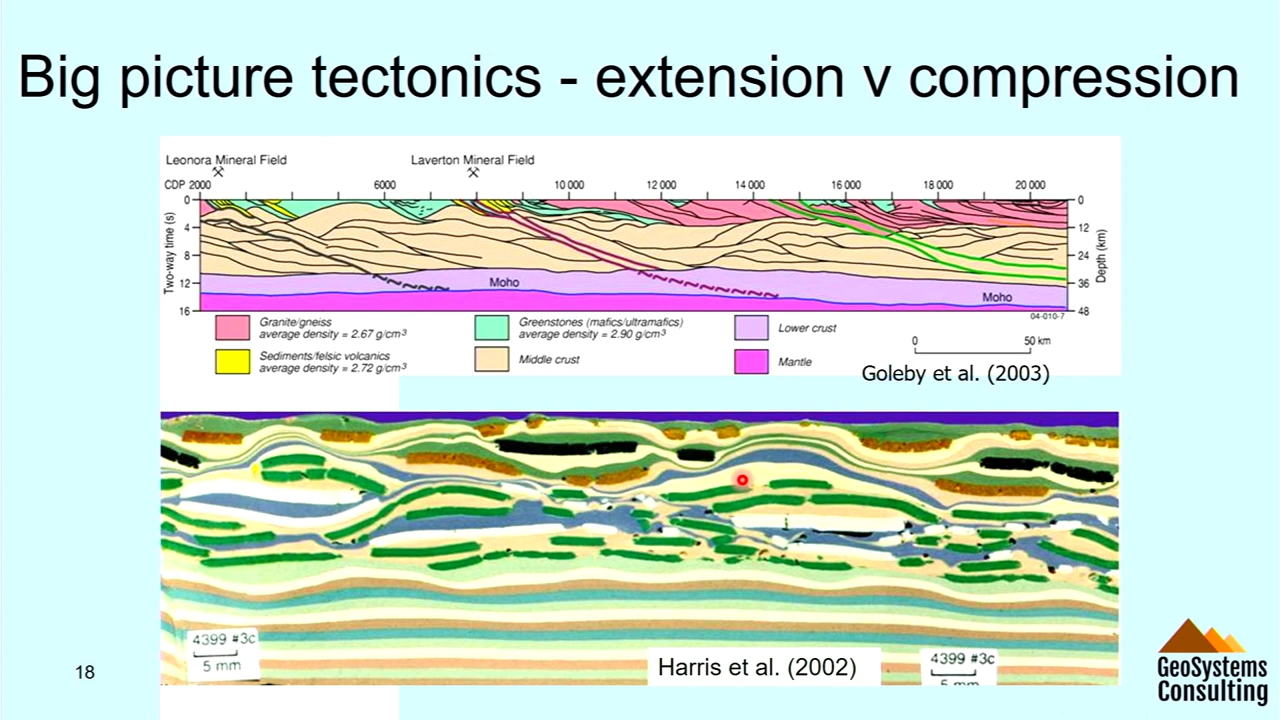 Big picture tectonics - extension v compression
Leonora Mineral Field
Laverton Mineral Field
CDP 2000 6000 10 000 12 000 14 000 16 000 18 000 20 000
0 0
4 12
8 24
12 36
16 48
Two-way time (s)
Depth (km)
Moho
Moho
04-010-7
Granite/gneiss
average density = 2.67 g/cm³
Greenstones (mafics/ultramafics)
average density = 2.90 g/cm³
Lower crust
0 50 km
Sediments/felsic volcanics
average density = 2.72 g/cm³
Middle crust
Mantle
Goleby et al. (2003)
4399 #3c
5 mm
Harris et al. (2002)
4399 #3c
5 mm
18
GeoSystems
Consulting